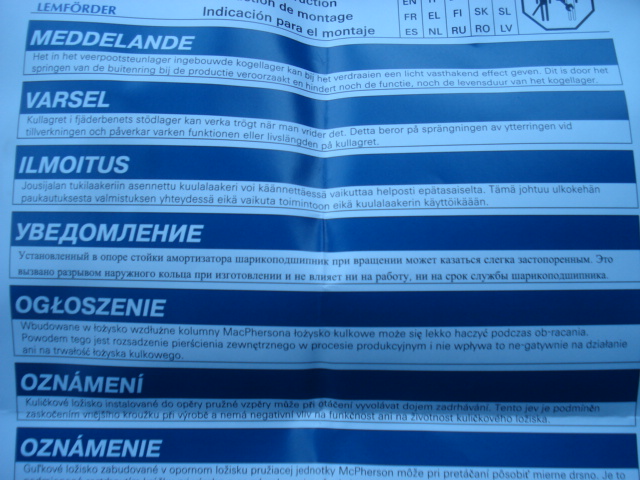 LEMFÖRDER
de montage
Indicación para el montaje
FR EL FI SK SL
ES NL RU RO LV
MEDDELANDE
Het in het veerpootsteunlager ingebouwde kogellager kan bij het verdraaien een licht vasthakend effect geven. Dit is door het
springen van de buitenring bij de productie veroorzaakt en hindert noch de functie, noch de levensduur van het kogellager.
VARSEL
Kullagret i fjäderbenets stödlager kan verka trögt när man vrider det. Detta beror på sprängningen av ytterringen vid
tillverkningen och påverkar varken funktionen eller livslängden på kullagret.
ILMOITUS
Jousijalan tukilaakeriin asennettu kuulalaakeri voi käännettäessä vaikuttaa helposti epätasaiselta. Tämä johtuu ulkokehän
paukautuksesta valmistuksen yhteydessä eikä vaikuta toimintoon eikä kuulalaakerin käyttöikään.
УВЕДОМЛЕНИЕ
Установленный в опоре стойки амортизатора шарикоподшипник при вращении может казаться слегка застопоренным. Это
вызвано разрывом наружного кольца при изготовлении и не влияет ни на работу, ни на срок службы шарикоподшипника.
OGŁOSZENIE
Wbudowane w łożysko wzdłużne kolumny MacPhersona łożysko kulkowe może się lekko haczyć podczas ob-racania.
Powodem tego jest rozsadzenie pierścienia zewnętrznego w procesie produkcyjnym i nie wpływa to ne-gatywnie na działanie
ani na trwałość łożyska kulkowego.
OZNÁMENÍ
Kuličkové ložisko instalované do opěry pružné vzpěry může při otáčení vyvolávat dojem zadrhávání. Tento jev je podmíněn
zaskočením vnějšího kroužku při výrobě a nemá negativní vliv na funkčnost ani na životnost kuličkového ložiska.
OZNÁMENIE
Guľkové ložisko zabudované v opornom ložisku pružiacej jednotky McPherson môže pri pretáčaní pôsobiť mierne drsno. Je to